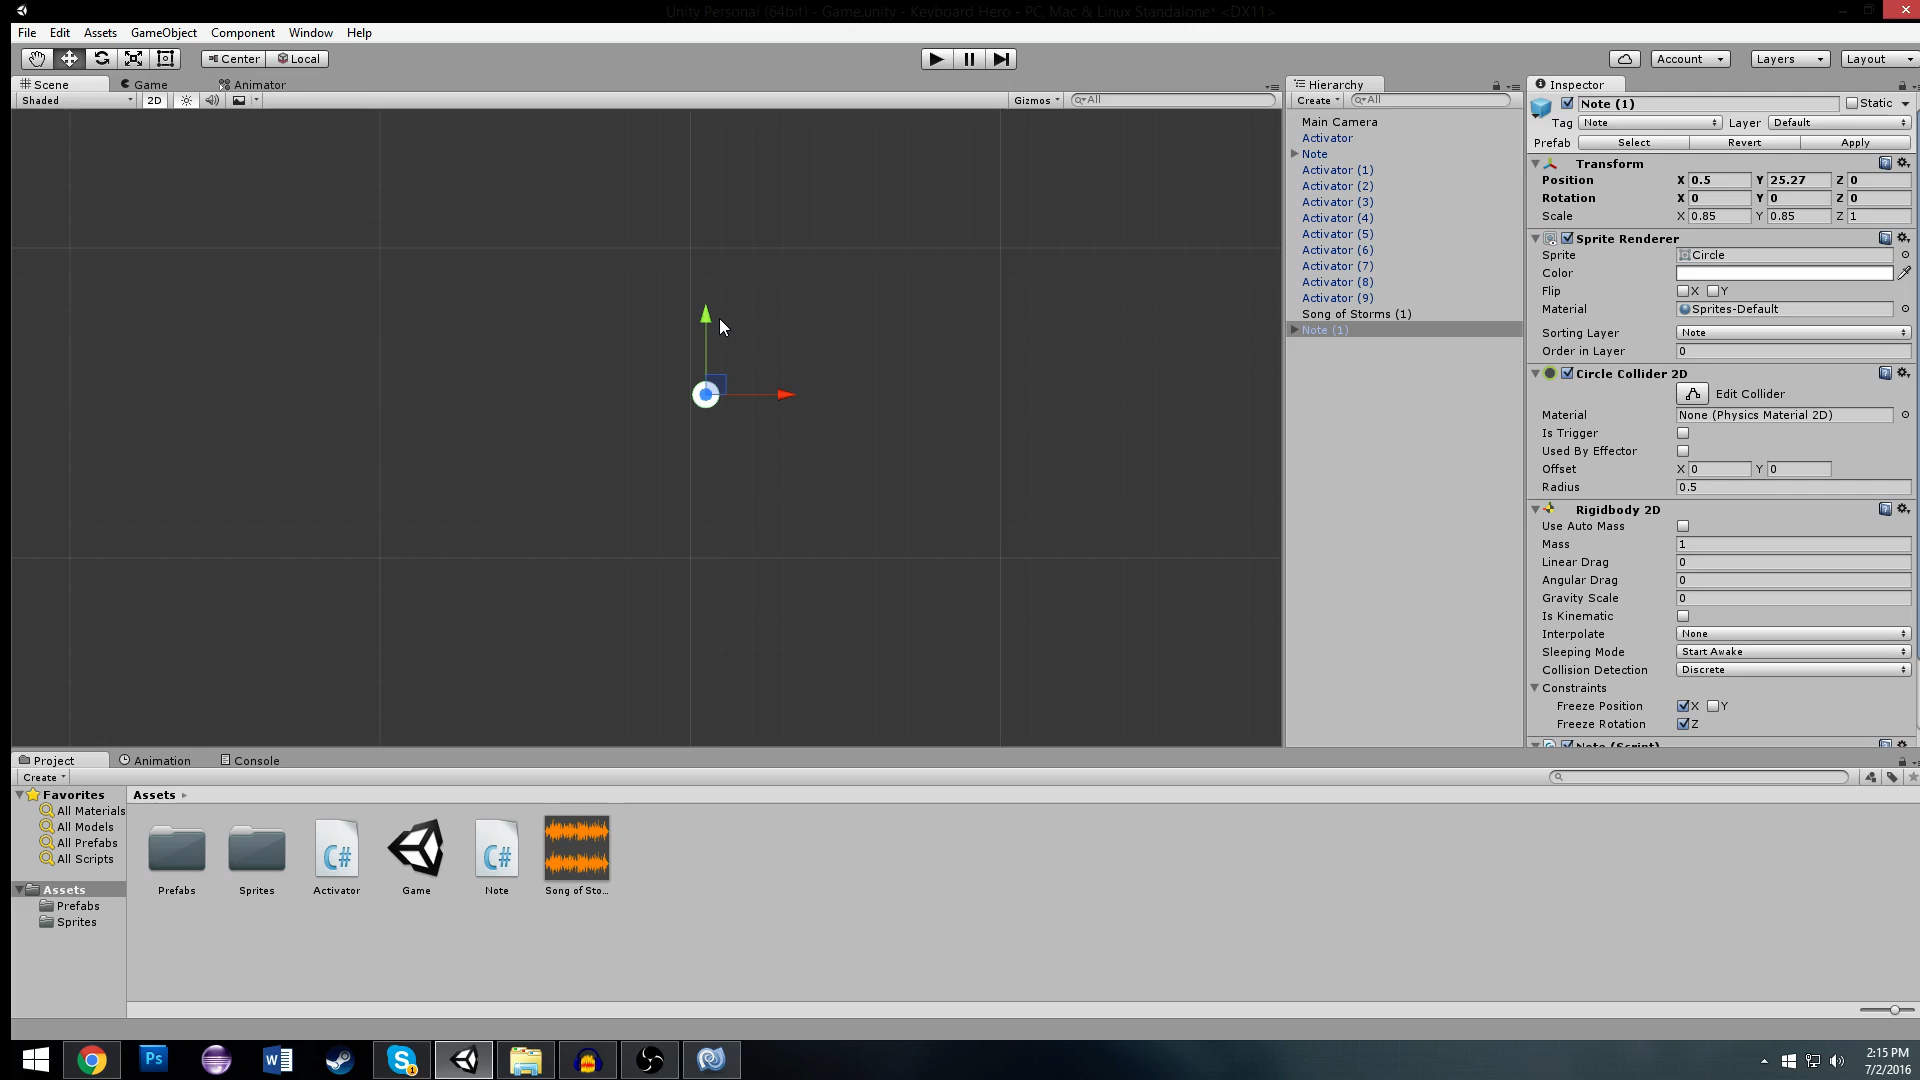 Unity Personal (64bit) - Game.unity - Keyboard Hero - PC, Mac & Linux Standalone* <DX11>
File Edit Assets GameObject Component Window Help
Center Local Account Layers Layout
Scene Game Animator
Shaded 2D Gizmos All
Hierarchy
Create All
Main Camera
Activator
Note
Activator (1)
Activator (2)
Activator (3)
Activator (4)
Activator (5)
Activator (6)
Activator (7)
Activator (8)
Activator (9)
Song of Storms (1)
Note (1)
Inspector
Note (1) Static
Tag Note Layer Default
Prefab Select Revert Apply
Transform
Position X 0.5 Y 25.27 Z 0
Rotation X 0 Y 0 Z 0
Scale X 0.85 Y 0.85 Z 1
Sprite Renderer
Sprite Circle
Color
Flip X Y
Material Sprites-Default
Sorting Layer Note
Order in Layer 0
Circle Collider 2D
Edit Collider
Material None (Physics Material 2D)
Is Trigger
Used By Effector
Offset X 0 Y 0
Radius 0.5
Rigidbody 2D
Use Auto Mass
Mass 1
Linear Drag 0
Angular Drag 0
Gravity Scale 0
Is Kinematic
Interpolate None
Sleeping Mode Start Awake
Collision Detection Discrete
Constraints
Freeze Position X Y
Freeze Rotation Z
Note (Script)
Project Animation Console
Create
Favorites
All Materials
All Models
All Prefabs
All Scripts
Assets
Prefabs
Sprites
Assets
C# C#
Prefabs Sprites Activator Game Note Song of Sto...
Ps W S 1
2:15 PM
7/2/2016